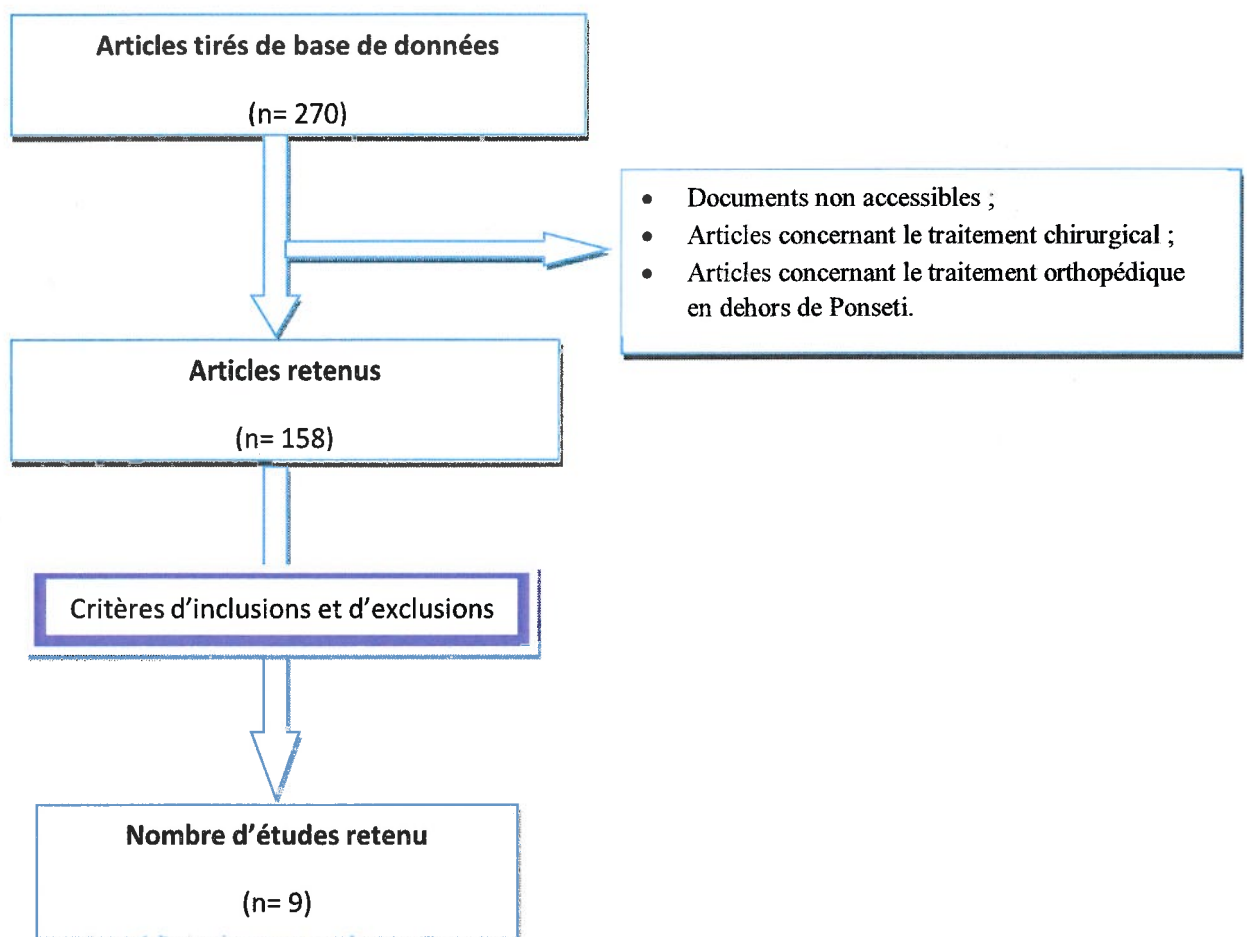 Articles tirés de base de données
(n= 270)
• Documents non accessibles ;
• Articles concernant le traitement chirurgical ;
• Articles concernant le traitement orthopédique
en dehors de Ponseti.
Articles retenus
(n= 158)
Critères d'inclusions et d'exclusions
Nombre d'études retenu
(n= 9)